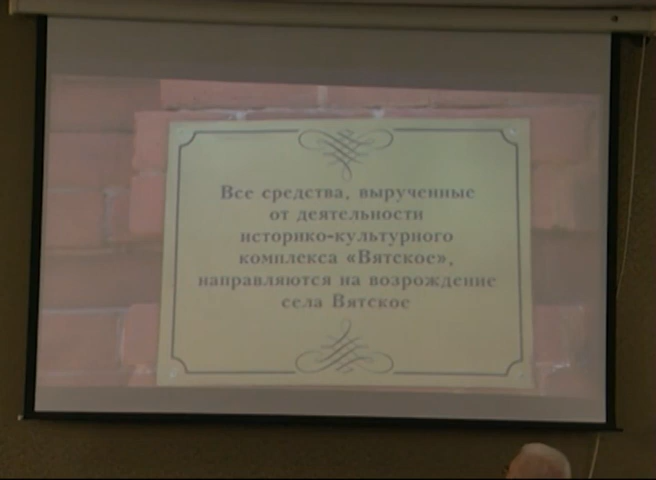 Все средства, вырученные
от деятельности
историко-культурного
комплекса «Вятское»,
направляются на возрождение
села Вятское